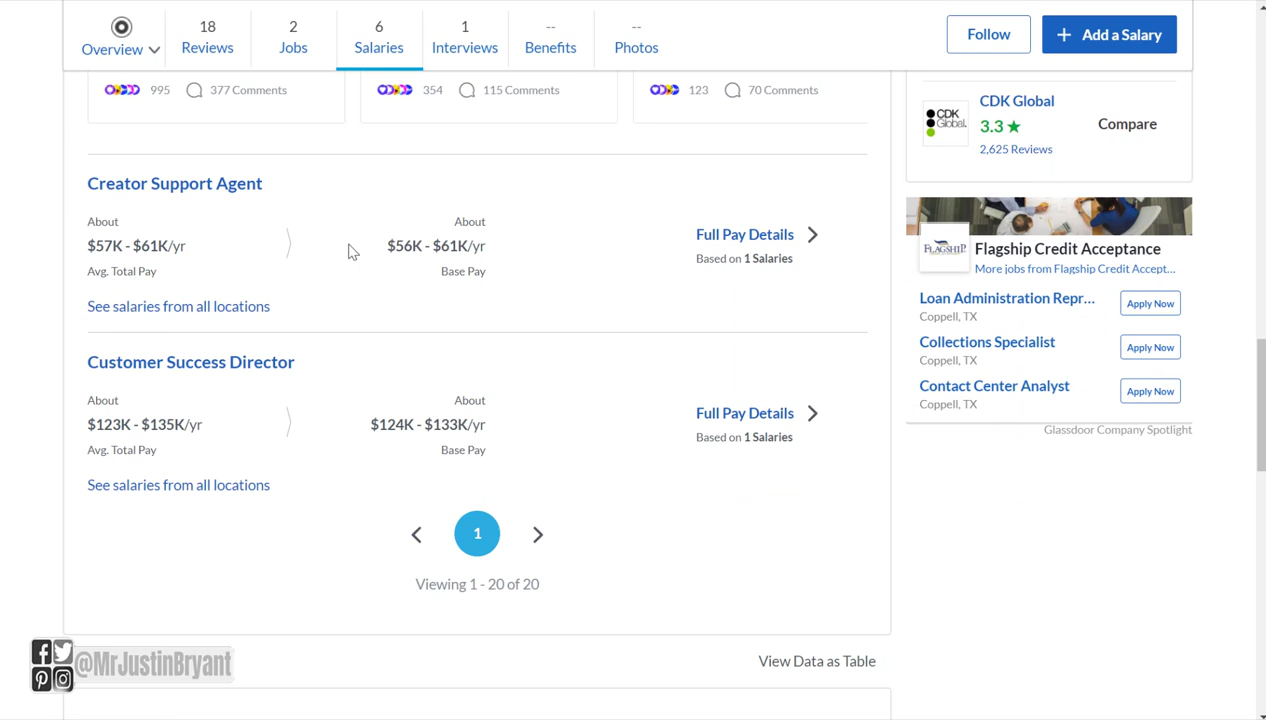 Overview
18
Reviews
2
Jobs
6
Salaries
1
Interviews
--
Benefits
--
Photos
Follow
+ Add a Salary
995
377 Comments
354
115 Comments
123
70 Comments
Creator Support Agent
About
$57K - $61K/yr
Avg. Total Pay
About
$56K - $61K/yr
Base Pay
Full Pay Details
Based on 1 Salaries
See salaries from all locations
Customer Success Director
About
$123K - $135K/yr
Avg. Total Pay
About
$124K - $133K/yr
Base Pay
Full Pay Details
Based on 1 Salaries
See salaries from all locations
1
Viewing 1 - 20 of 20
View Data as Table
CDK
Global.
CDK Global
3.3 ★
2,625 Reviews
Compare
FLAGSHIP
Flagship Credit Acceptance
More jobs from Flagship Credit Accept...
Loan Administration Repr...
Coppell, TX
Apply Now
Collections Specialist
Coppell, TX
Apply Now
Contact Center Analyst
Coppell, TX
Apply Now
Glassdoor Company Spotlight
@MrJustinBryant